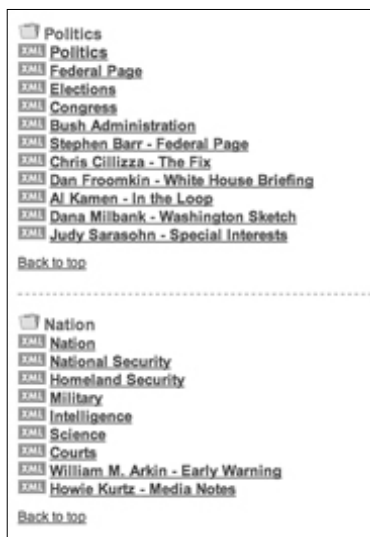 Politics
XML Politics
XML Federal Page
XML Elections
XML Congress
XML Bush Administration
XML Stephen Barr - Federal Page
XML Chris Cillizza - The Fix
XML Dan Froomkin - White House Briefing
XML Al Kamen - In the Loop
XML Dana Milbank - Washington Sketch
XML Judy Sarasohn - Special Interests
Back to top
Nation
XML Nation
XML National Security
XML Homeland Security
XML Military
XML Intelligence
XML Science
XML Courts
XML William M. Arkin - Early Warning
XML Howie Kurtz - Media Notes
Back to top